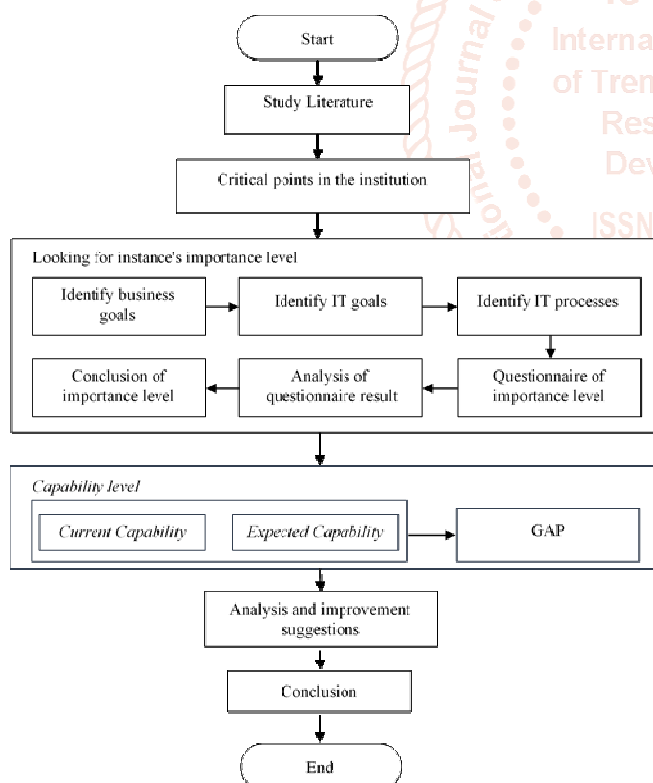 Start
Study Literature
Critical points in the institution
Looking for instance's importance level
Identify business
goals
Identify IT goals
Identify IT processes
Questionnaire of
importance level
Analysis of
questionnaire result
Conclusion of
importance level
Capability level
Current Capability
Expected Capability
GAP
Analysis and improvement
suggestions
Conclusion
End
Journal
Interna
of Tren
Res
Dev
ISSN